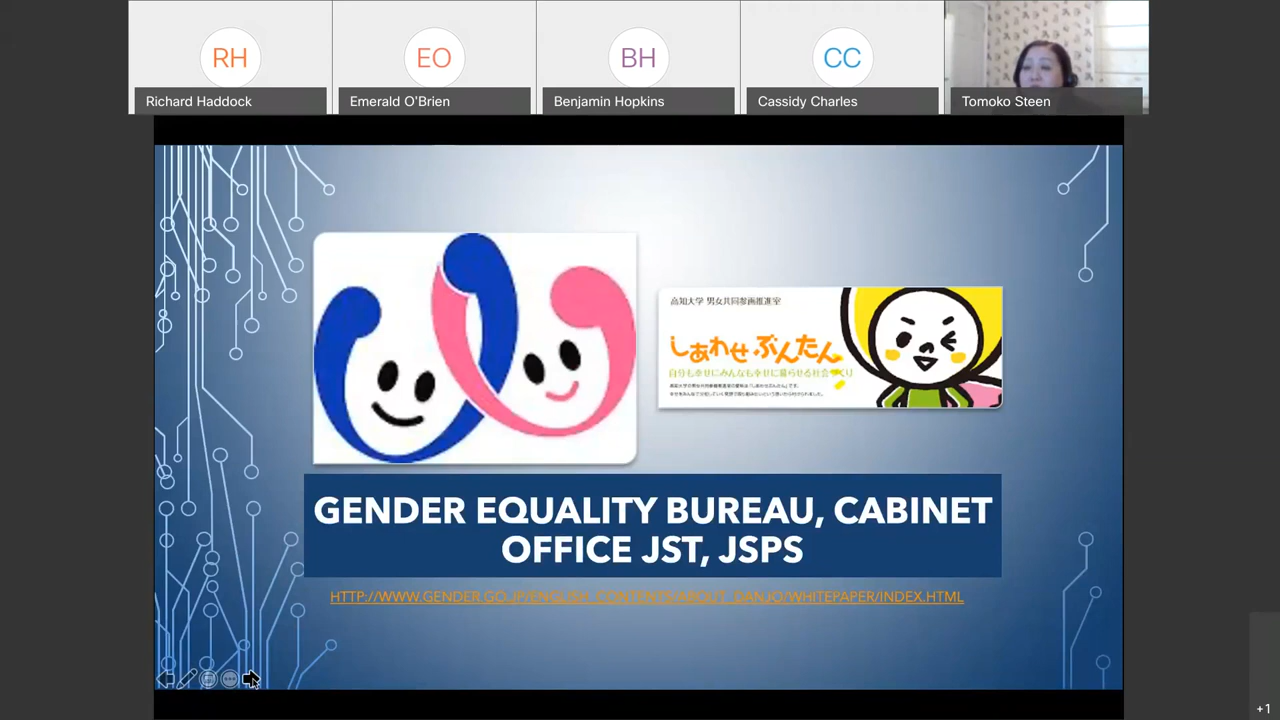 RH
EO
BH
CC
Richard Haddock
Emerald O'Brien
Benjamin Hopkins
Cassidy Charles
Tomoko Steen
高知大学 男女共同参画推進室
しあわせ ぶんたん
自分も幸せにみんなも幸せに暮らせる社会づくり
GENDER EQUALITY BUREAU, CABINET
OFFICE JST, JSPS
HTTP://WWW.GENDER.GO.JP/ENGLISH_CONTENTS/ABOUT_DANJO/WHITEPAPER/INDEX.HTML
+1